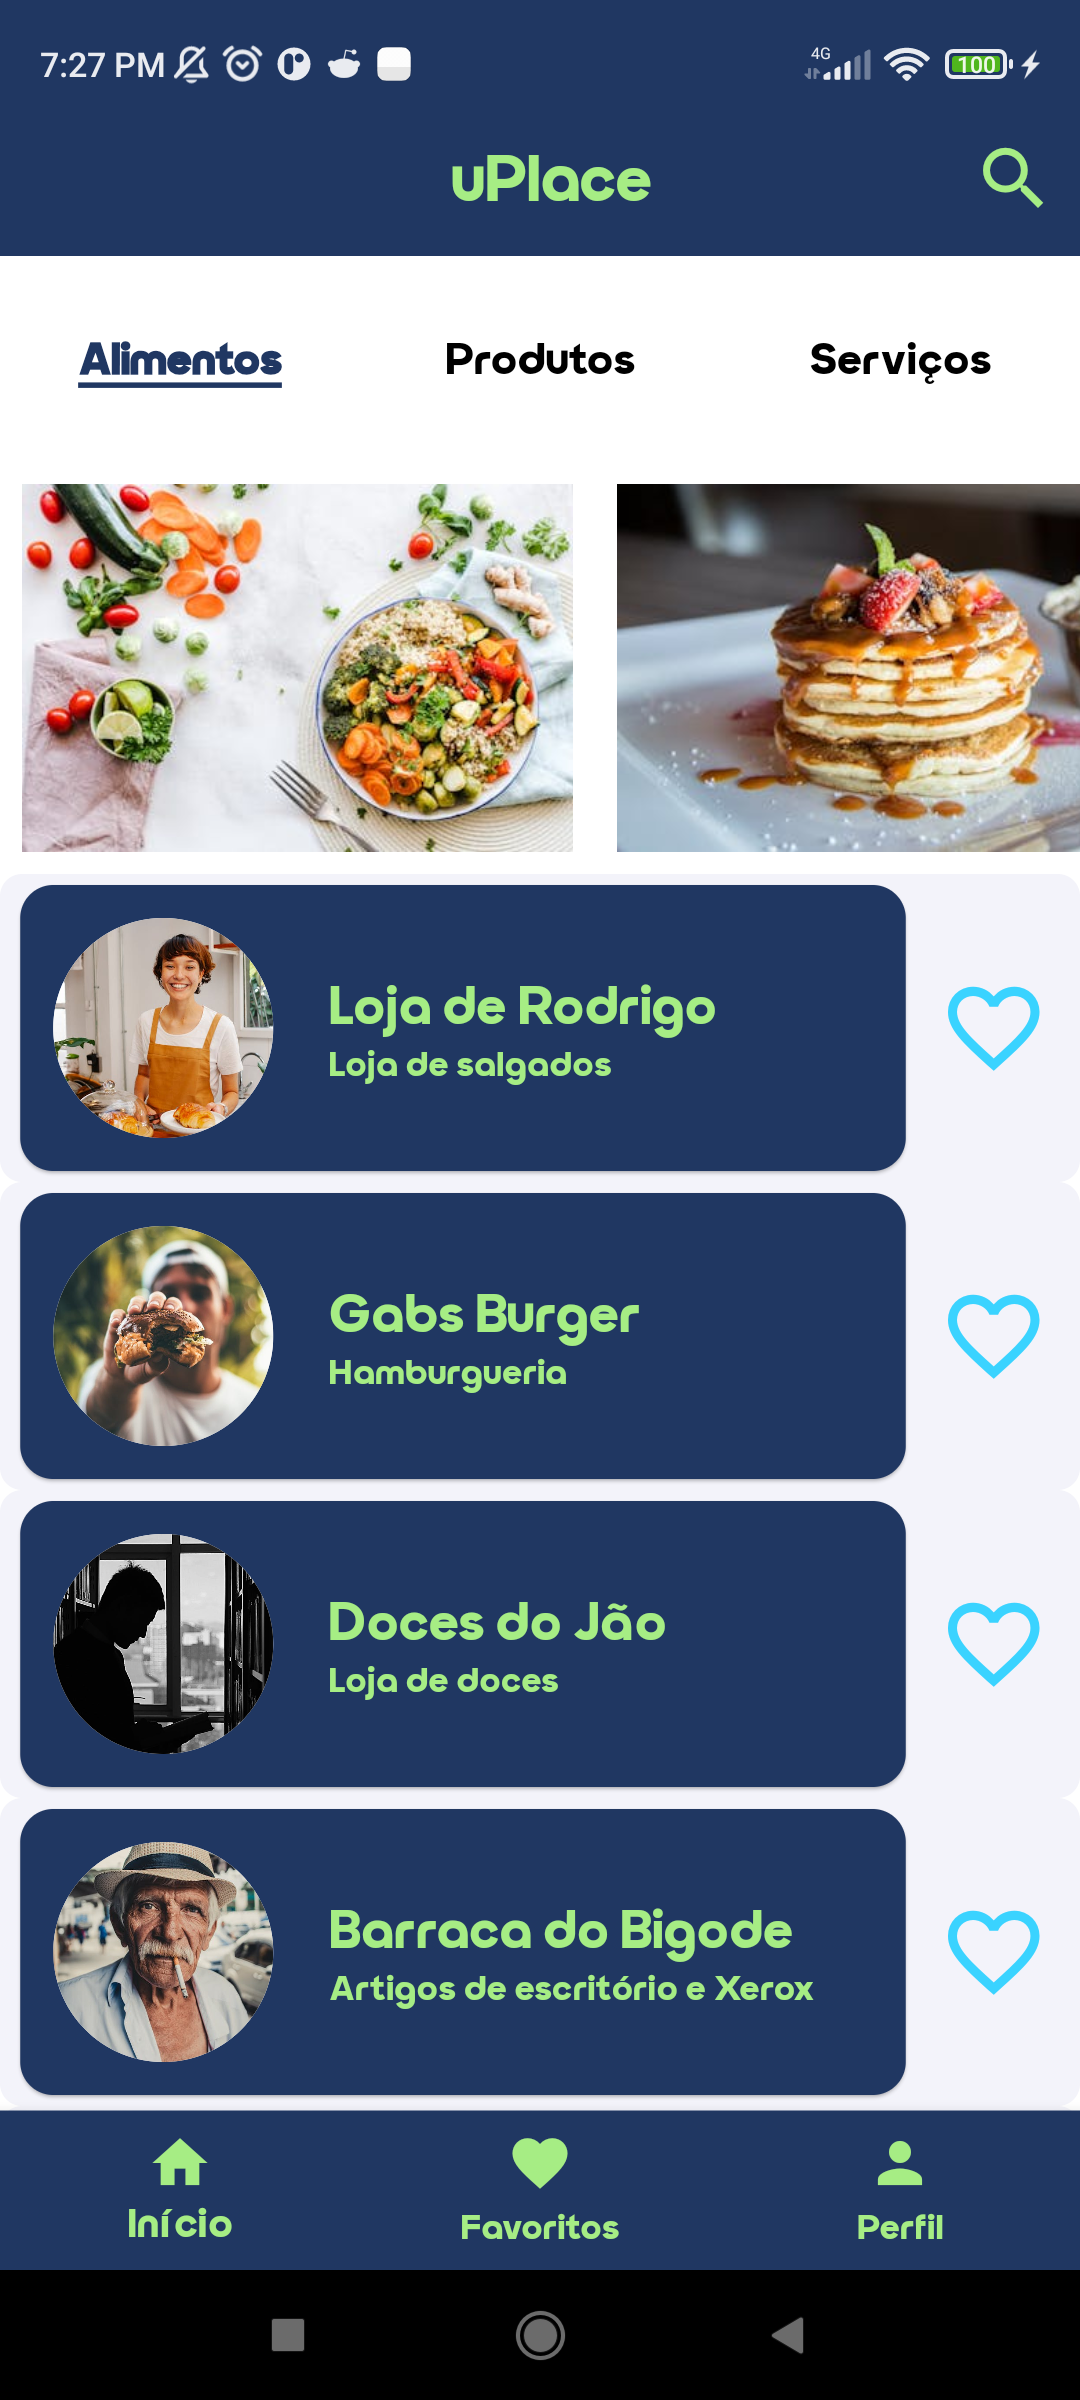 7:27 PM
4G
100
uPlace
Alimentos
Produtos
Serviços
Loja de Rodrigo
Loja de salgados
Gabs Burger
Hamburgueria
Doces do Jão
Loja de doces
Barraca do Bigode
Artigos de escritório e Xerox
Início
Favoritos
Perfil